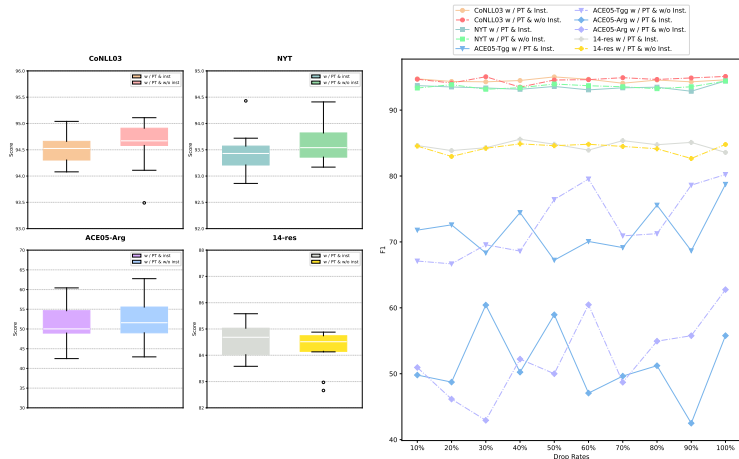 CoNLL03
96.0
95.5
95.0
94.5
94.0
93.5
93.0
Score
w / PT & inst
w / PT & w/o inst
NYT
95.0
94.5
94.0
93.5
93.0
92.5
92.0
Score
w / PT & inst
w / PT & w/o inst
ACE05-Arg
70
65
60
55
50
45
40
35
30
Score
w / PT & inst
w / PT & w/o inst
14-res
88
87
86
85
84
83
82
Score
w / PT & inst
w / PT & w/o inst
CoNLL03 w / PT & Inst.
CoNLL03 w / PT & w/o Inst.
NYT w / PT & Inst.
NYT w / PT & w/o Inst.
ACE05-Tgg w / PT & Inst.
ACE05-Tgg w / PT & w/o Inst.
ACE05-Arg w / PT & Inst.
ACE05-Arg w / PT & w/o Inst.
14-res w / PT & Inst.
14-res w / PT & w/o Inst.
90
80
70
60
50
40
F1
10% 20% 30% 40% 50% 60% 70% 80% 90% 100%
Drop Rates